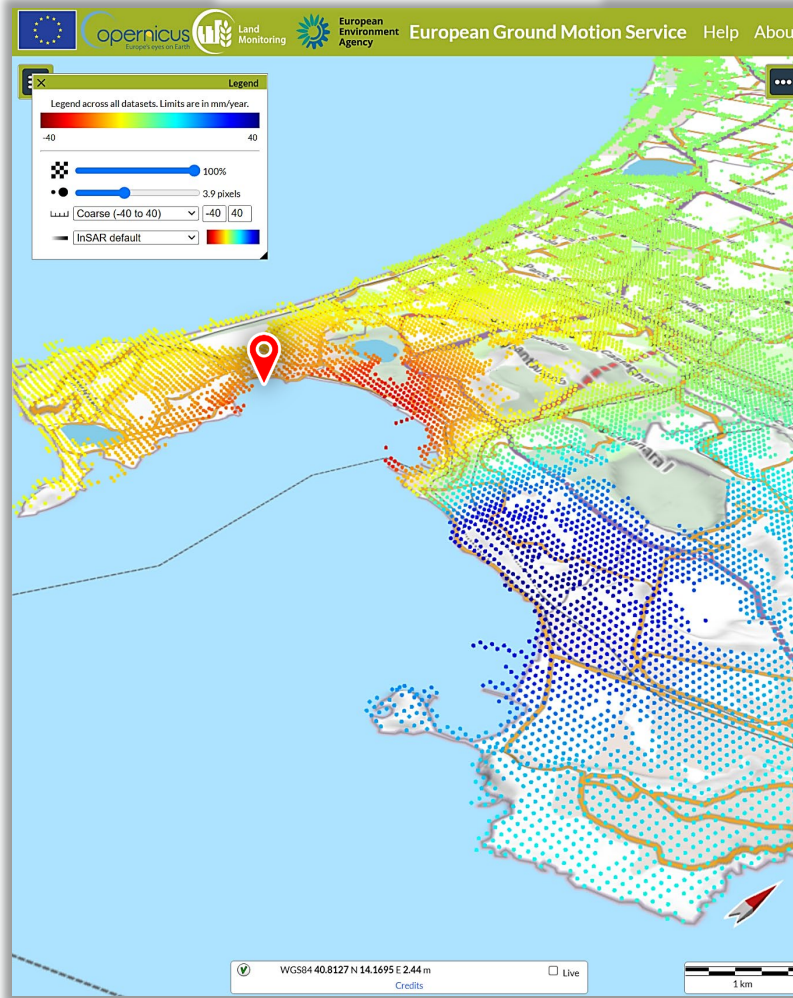 opernicus
Europe's eyes on Earth
Land
Monitoring
European
Environment
Agency
European Ground Motion Service
Help
Abou
Legend
Legend across all datasets. Limits are in mm/year.
-40
40
100%
3.9 pixels
Coarse (-40 to 40)
-40
40
InSAR default
WGS84 40.8127 N 14.1695 E 2.44 m
Live
Credits
1 km